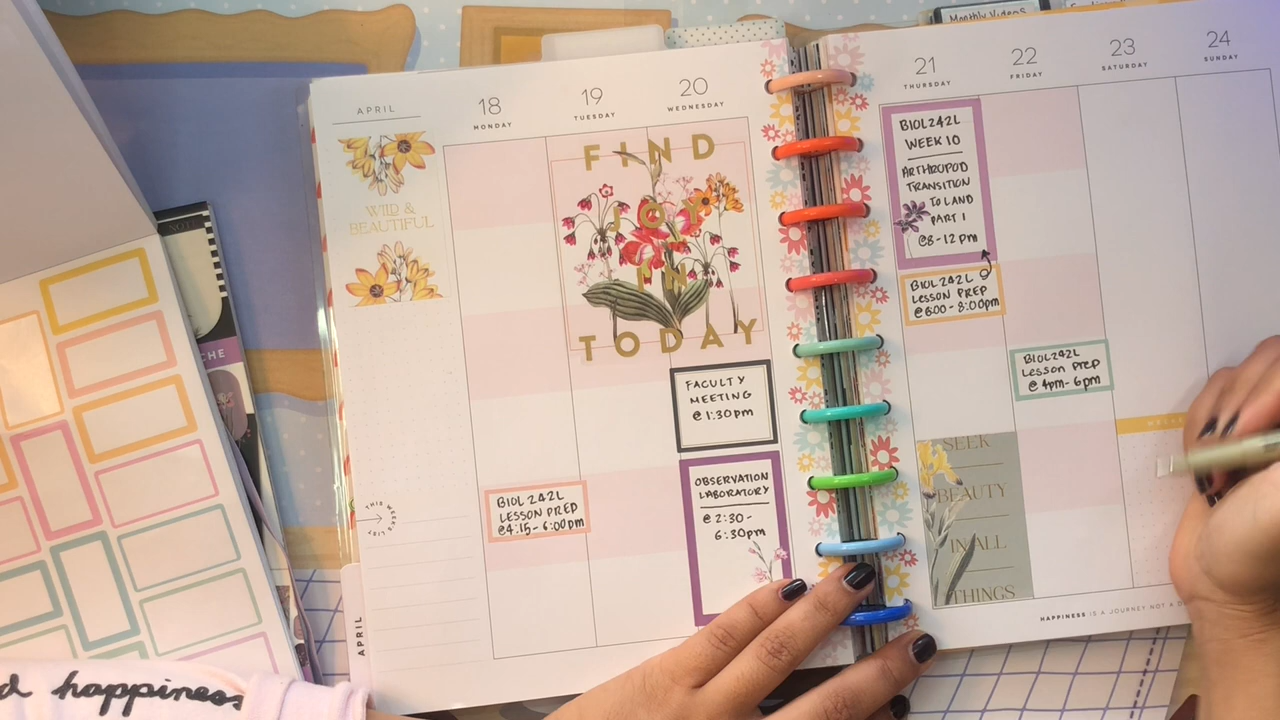 Monthly Videos
APRIL
18
MONDAY
19
TUESDAY
20
WEDNESDAY
WILD &
BEAUTIFUL
FIND
JOY
IN
TODAY
FACULTY
MEETING
@ 1:30pm
BIOL 242L
LESSON PREP
@4:15-6:00pm
OBSERVATION
LABORATORY
@ 2:30-
6:30pm
THIS WEEK'S LIST
APRIL
21
THURSDAY
22
FRIDAY
23
SATURDAY
24
SUNDAY
BIOL242L
WEEK 10
ARTHROPOD
TRANSITION
TO LAND
PART 1
@8-12pm
BIOL242L
LESSON PREP
@6:00-8:00pm
BIOL242L
Lesson Prep
@ 4pm-6pm
SEEK
BEAUTY
IN ALL
THINGS
HAPPINESS IS A JOURNEY NOT A
happiness